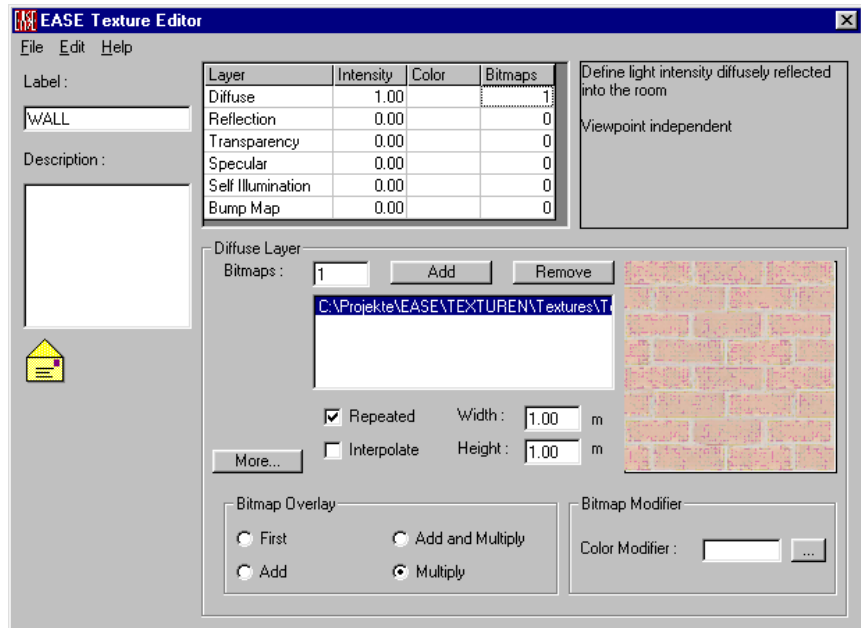 EASE Texture Editor
File Edit Help
Label :
WALL
Description :
Layer Intensity Color Bitmaps
Diffuse 1.00 1
Reflection 0.00 0
Transparency 0.00 0
Specular 0.00 0
Self Illumination 0.00 0
Bump Map 0.00 0
Define light intensity diffusely reflected
into the room
Viewpoint independent
Diffuse Layer
Bitmaps : 1 Add Remove
C:\Projekte\EASE\TEXTUREN\Textures\
Repeated Width : 1.00 m
Interpolate Height : 1.00 m
More...
Bitmap Overlay
First Add and Multiply
Add Multiply
Bitmap Modifier
Color Modifier : ...